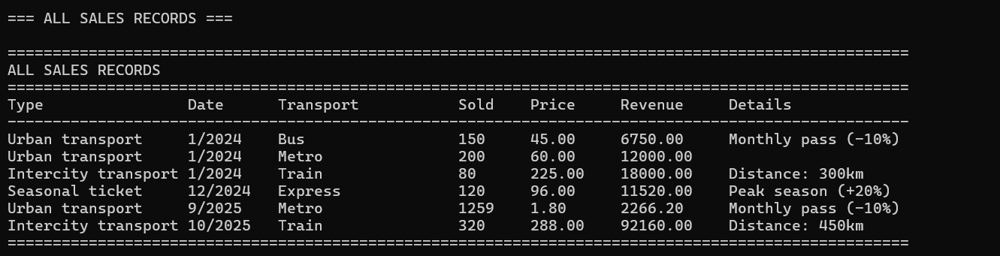 === ALL SALES RECORDS ===
====================================================================================================
ALL SALES RECORDS
====================================================================================================
Type                Date      Transport           Sold    Price     Revenue     Details
----------------------------------------------------------------------------------------------------
Urban transport     1/2024    Bus                 150     45.00     6750.00     Monthly pass (-10%)
Urban transport     1/2024    Metro               200     60.00     12000.00
Intercity transport 1/2024    Train               80      225.00    18000.00    Distance: 300km
Seasonal ticket     12/2024   Express             120     96.00     11520.00    Peak season (+20%)
Urban transport     9/2025    Metro               1259    1.80      2266.20     Monthly pass (-10%)
Intercity transport 10/2025   Train               320     288.00    92160.00    Distance: 450km
====================================================================================================